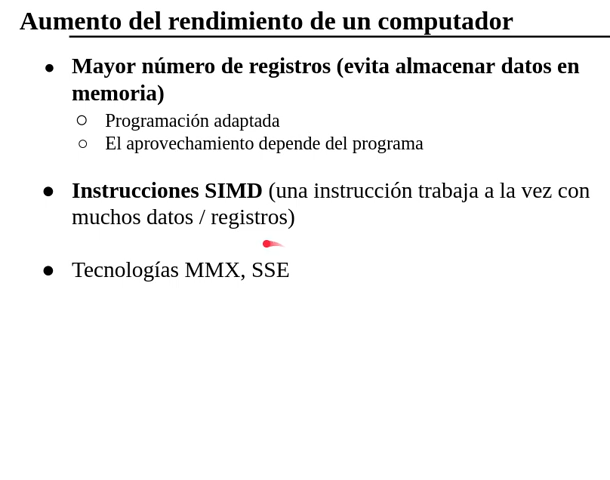 Aumento del rendimiento de un computador
● Mayor número de registros (evita almacenar datos en
memoria)
○ Programación adaptada
○ El aprovechamiento depende del programa
● Instrucciones SIMD (una instrucción trabaja a la vez con
muchos datos / registros)
● Tecnologías MMX, SSE